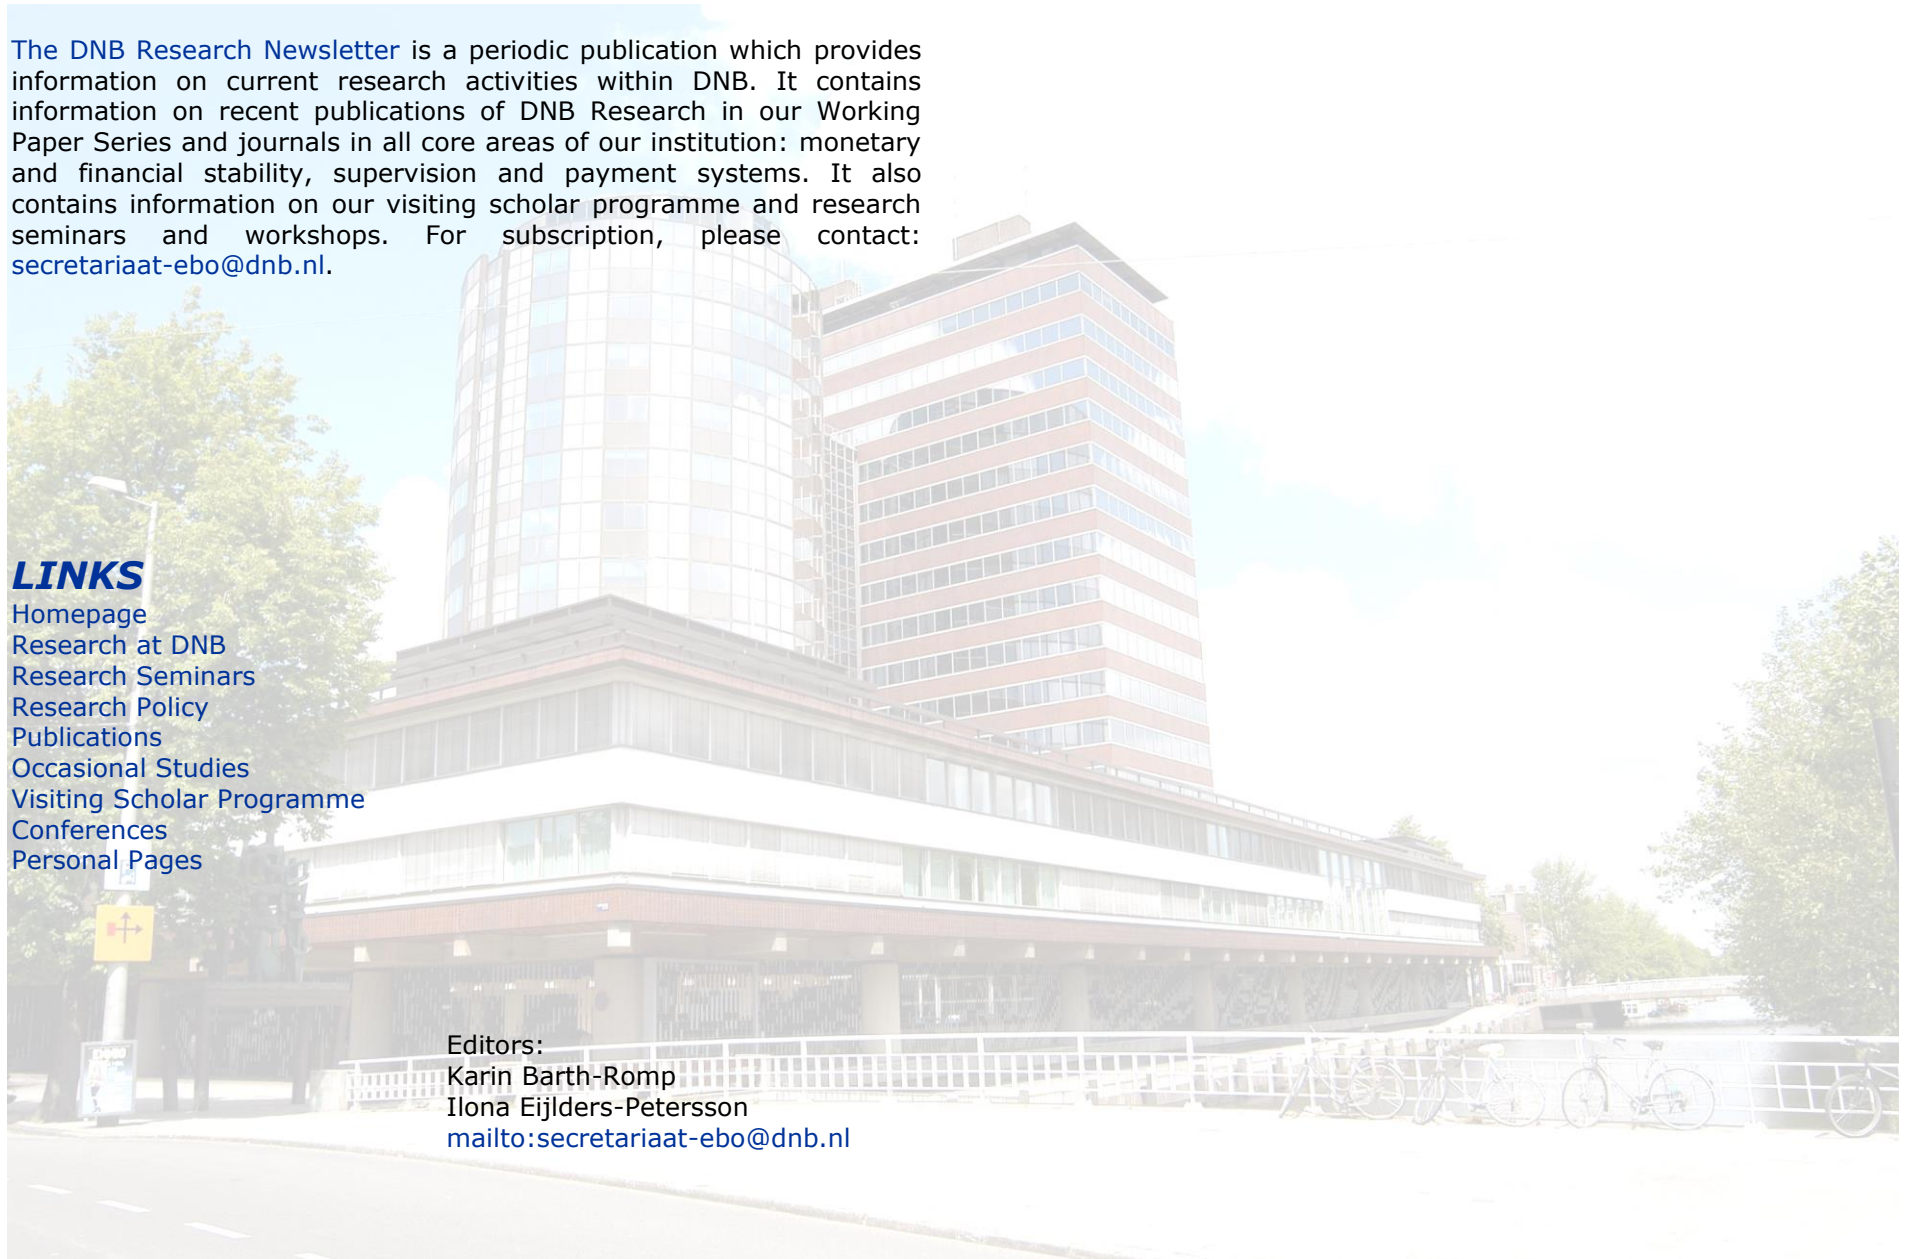 The DNB Research Newsletter is a periodic publication which provides
information on current research activities within DNB. It contains
information on recent publications of DNB Research in our Working
Paper Series and journals in all core areas of our institution: monetary
and financial stability, supervision and payment systems. It also
contains information on our visiting scholar programme and research
seminars and workshops. For subscription, please contact:
secretariaat-ebo@dnb.nl.
LINKS
Homepage
Research at DNB
Research Seminars
Research Policy
Publications
Occasional Studies
Visiting Scholar Programme
Conferences
Personal Pages
Editors:
Karin Barth-Romp
Ilona Eijlders-Petersson
mailto:secretariaat-ebo@dnb.nl